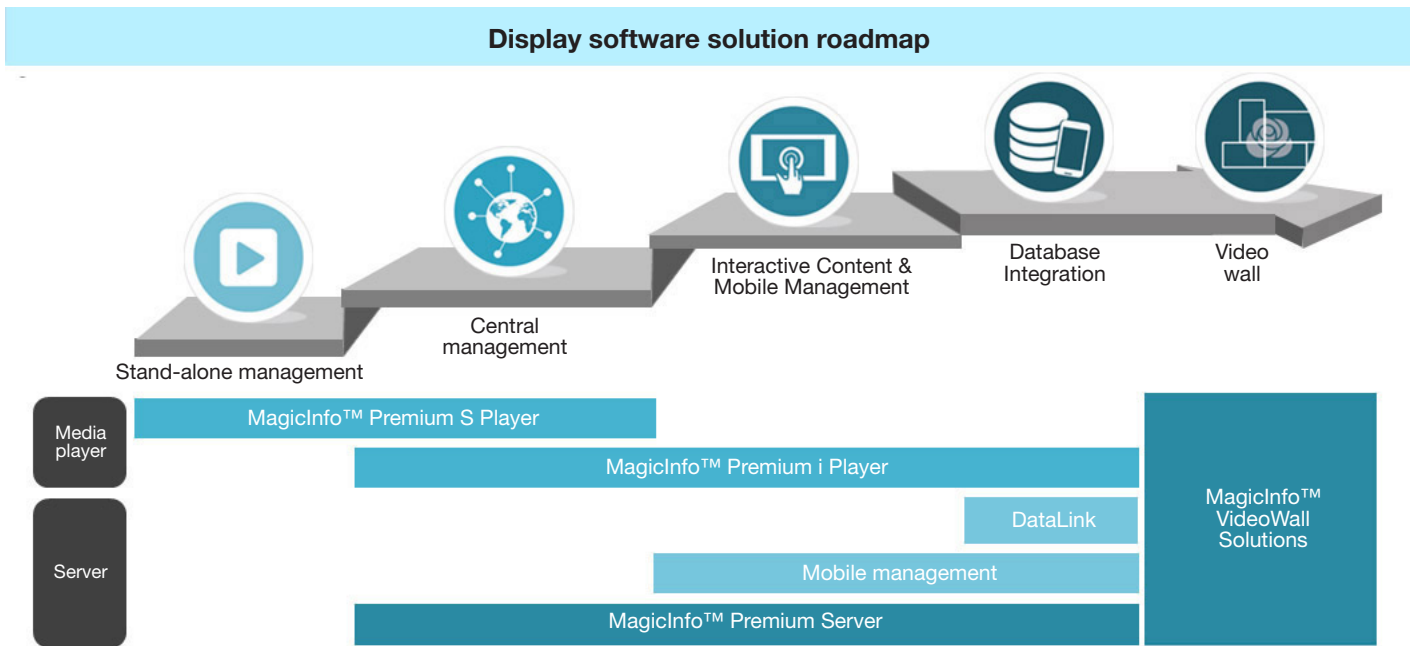 Display software solution roadmap
Stand-alone management
Central
management
Interactive Content &
Mobile Management
Database
Integration
Video
wall
Media
player
MagicInfo™ Premium S Player
MagicInfo™ Premium i Player
Server
DataLink
Mobile management
MagicInfo™ Premium Server
MagicInfo™
VideoWall
Solutions